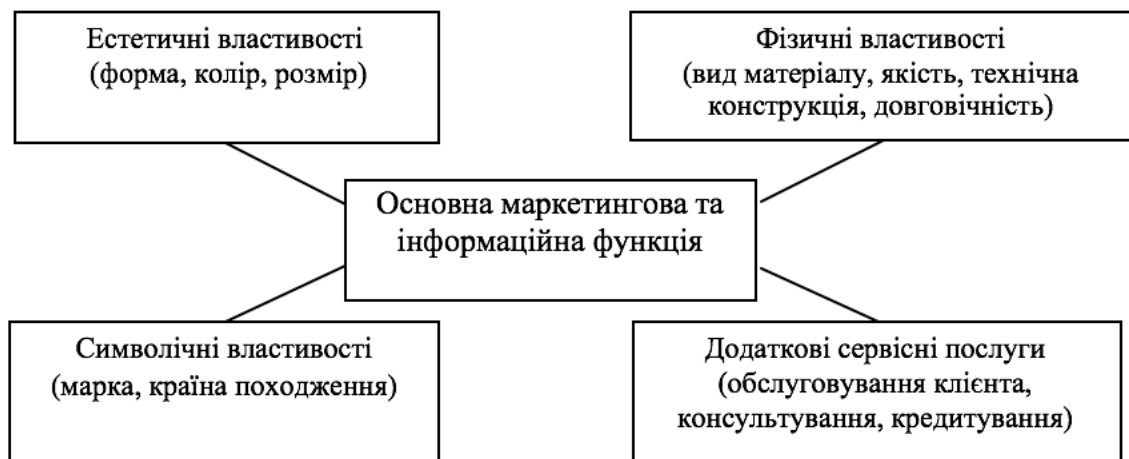 Естетичні властивості
(форма, колір, розмір)
Фізичні властивості
(вид матеріалу, якість, технічна
конструкція, довговічність)
Основна маркетингова та
інформаційна функція
Символічні властивості
(марка, країна походження)
Додаткові сервісні послуги
(обслуговування клієнта,
консультування, кредитування)